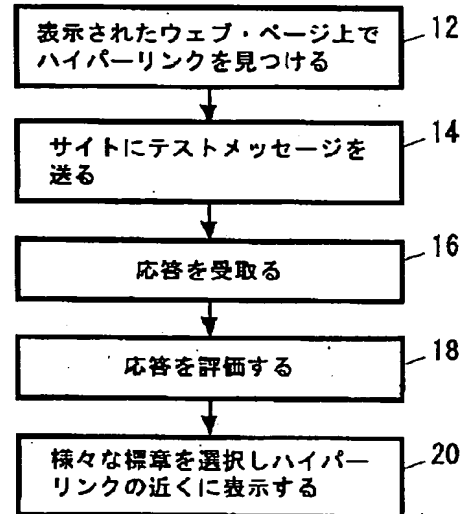 表示されたウェブ・ページ上で
ハイパーリンクを見つける
12
サイトにテストメッセージを
送る
14
応答を受取る
16
応答を評価する
18
様々な標章を選択しハイパー
リンクの近くに表示する
20